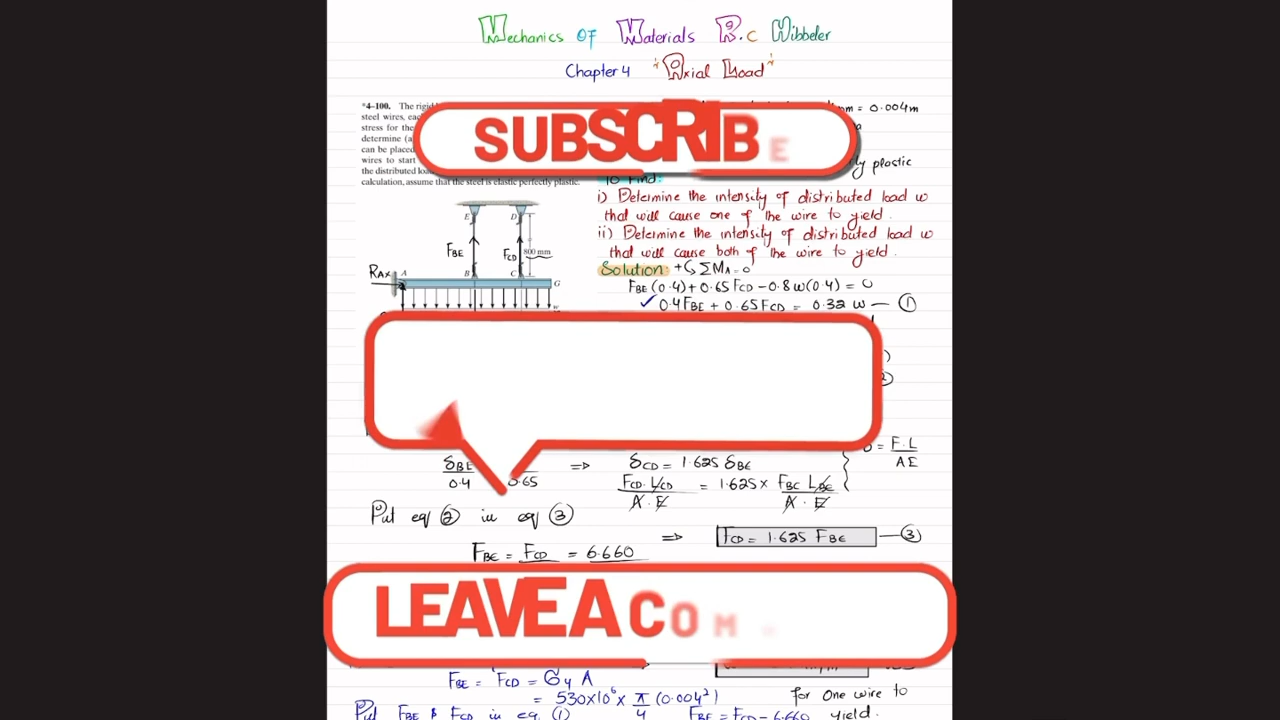 Mechanics Of Materials R.c Hibbeler
Chapter 4 "Axial Load"
*4–100. The rigid
steel wires, eac
stress for the
determine (a
can be placed
wires to start
the distributed loa
calculation, assume that the steel is elastic perfectly plastic.
SUBSCRIBE
mm = 0.004m
a
ly plastic
To Find:
i) Determine the intensity of distributed load w
that will cause one of the wire to yield.
ii) Determine the intensity of distributed load w
that will cause both of the wire to yield.
Solution: +↺ ΣMA = 0
FBE (0.4) + 0.65 FCD - 0.8 w (0.4) = 0
✓ 0.4 FBE + 0.65 FCD = 0.32 w — ①
E D
FBE FCD 800 mm
RAX A B C G
w
δBE/0.4 0.65 ⇒ δCD = 1.625 δBE
FCD·LCD/A·E = 1.625 × FBC LBE/A·E
= F.L/AE
Put eq ② in eq ③
⇒ FCD = 1.625 FBE — ③
FBE = FCD = 6.660
LEAVE A COM
FBE = FCD = σy A
= 530×10⁶ × π/4 (0.004²)
for One wire to
yield.
Put FBE & FCD in eq. (1)
FBE = FCD = 6.660